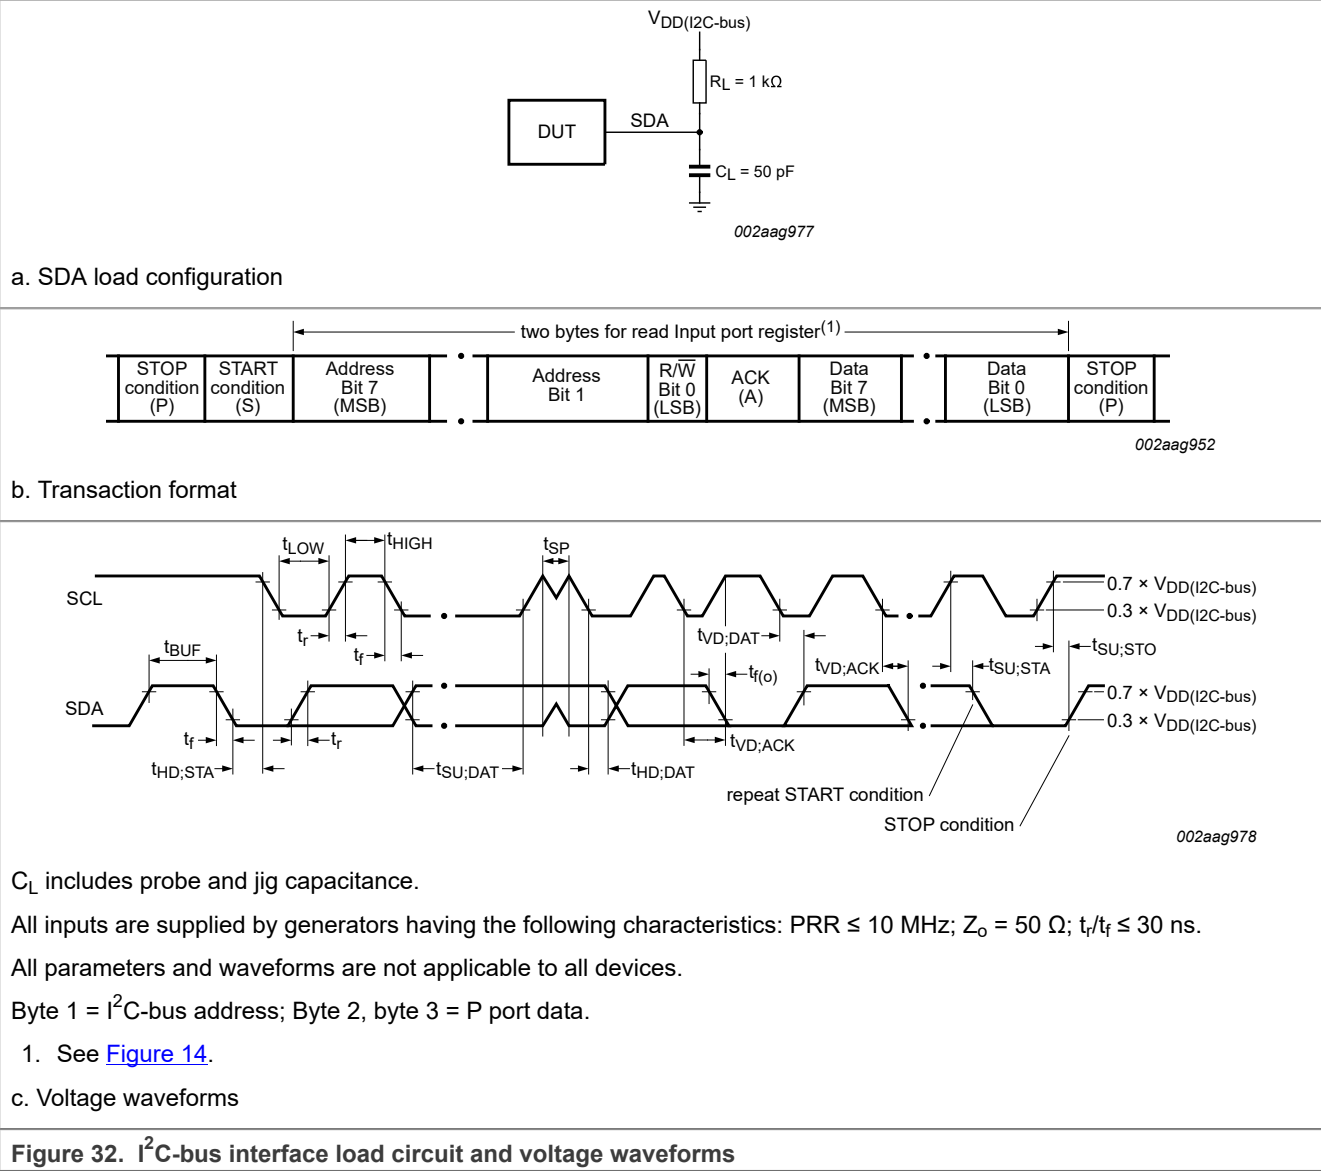 VDD(I2C-bus)
RL = 1 kΩ
DUT
SDA
CL = 50 pF
002aag977
a. SDA load configuration
two bytes for read Input port register(1)
STOP condition (P)
START condition (S)
Address Bit 7 (MSB)
Address Bit 1
R/W̅ Bit 0 (LSB)
ACK (A)
Data Bit 7 (MSB)
Data Bit 0 (LSB)
STOP condition (P)
002aag952
b. Transaction format
tLOW
tHIGH
tSP
SCL
0.7 × VDD(I2C-bus)
0.3 × VDD(I2C-bus)
tr
tf
tBUF
tVD;DAT
tSU;STO
tf(o)
tVD;ACK
tSU;STA
SDA
0.7 × VDD(I2C-bus)
0.3 × VDD(I2C-bus)
tf
tr
tVD;ACK
tHD;STA
tSU;DAT
tHD;DAT
repeat START condition
STOP condition
002aag978
CL includes probe and jig capacitance.
All inputs are supplied by generators having the following characteristics: PRR ≤ 10 MHz; Zo = 50 Ω; tr/tf ≤ 30 ns.
All parameters and waveforms are not applicable to all devices.
Byte 1 = I2C-bus address; Byte 2, byte 3 = P port data.
1. See Figure 14.
c. Voltage waveforms
Figure 32. I2C-bus interface load circuit and voltage waveforms